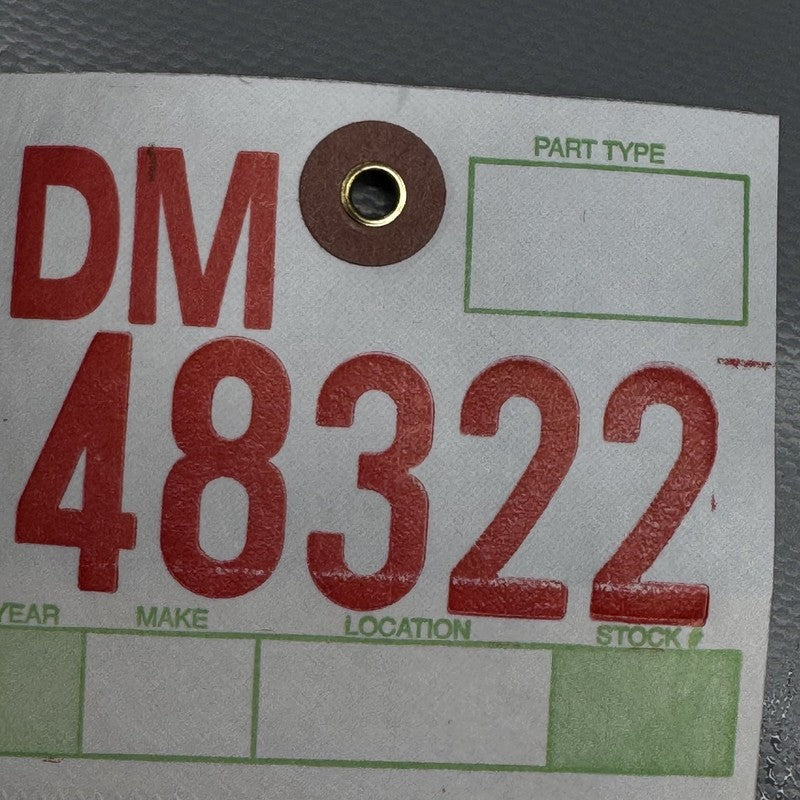 DM
PART TYPE
48322
YEAR MAKE LOCATION STOCK #